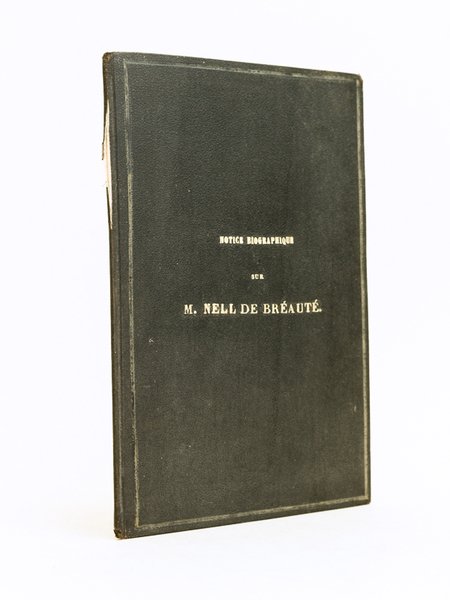 NOTICE BIOGRAPHIQUE
SUR
M. NELL DE BRÉAUTÉ.